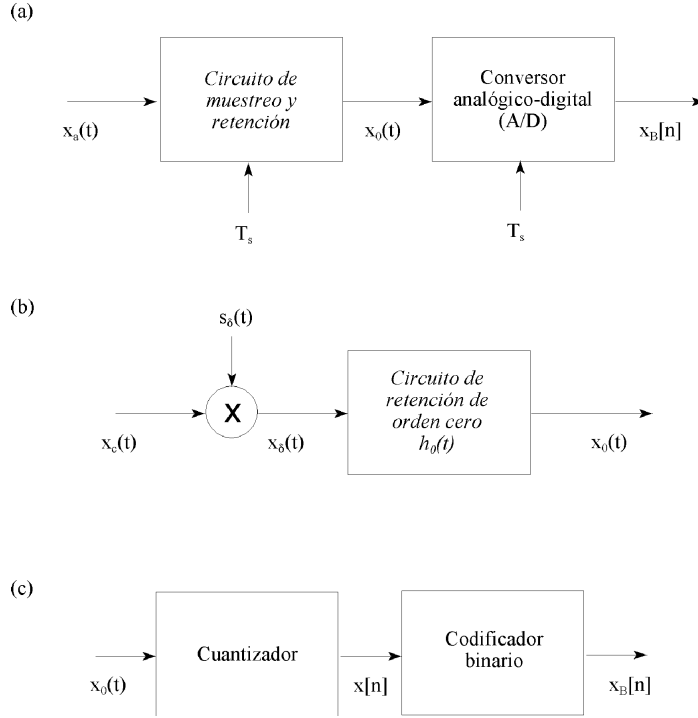 (a)
Circuito de
muestreo y
retención
Conversor
analógico-digital
(A/D)
xa(t)
x0(t)
xB[n]
Ts
Ts
(b)
sδ(t)
X
Circuito de
retención de
orden cero
h0(t)
xc(t)
xδ(t)
x0(t)
(c)
Cuantizador
Codificador
binario
x0(t)
x[n]
xB[n]